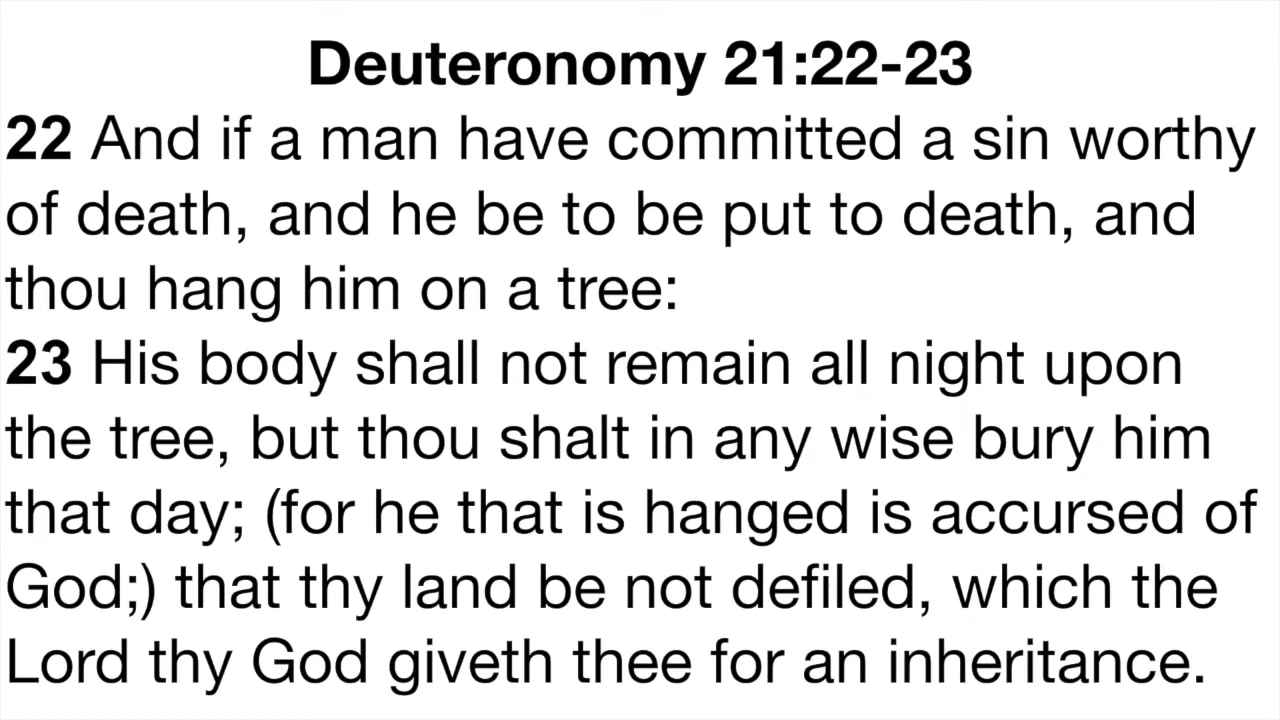 Deuteronomy 21:22-23
22 And if a man have committed a sin worthy
of death, and he be to be put to death, and
thou hang him on a tree:
23 His body shall not remain all night upon
the tree, but thou shalt in any wise bury him
that day; (for he that is hanged is accursed of
God;) that thy land be not defiled, which the
Lord thy God giveth thee for an inheritance.